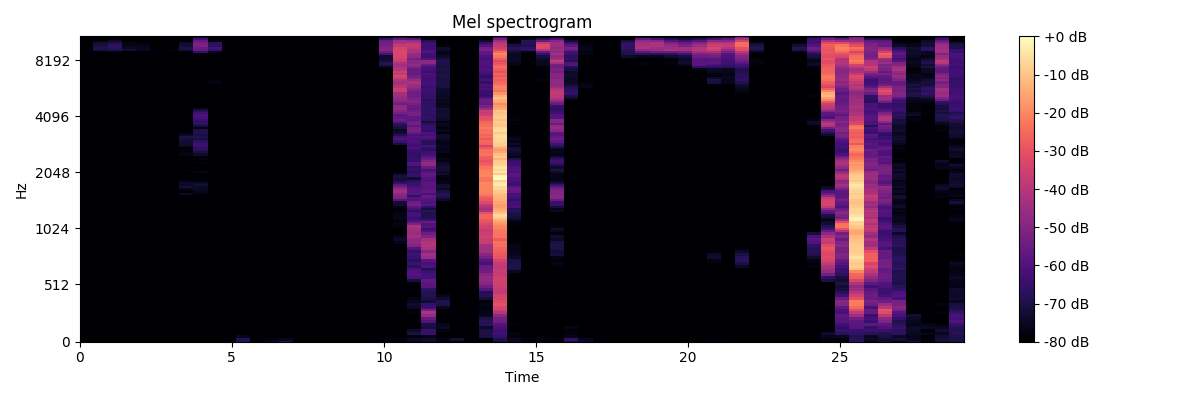 Mel spectrogram
8192
4096
2048
1024
512
0
Hz
0 5 10 15 20 25
Time
+0 dB
-10 dB
-20 dB
-30 dB
-40 dB
-50 dB
-60 dB
-70 dB
-80 dB